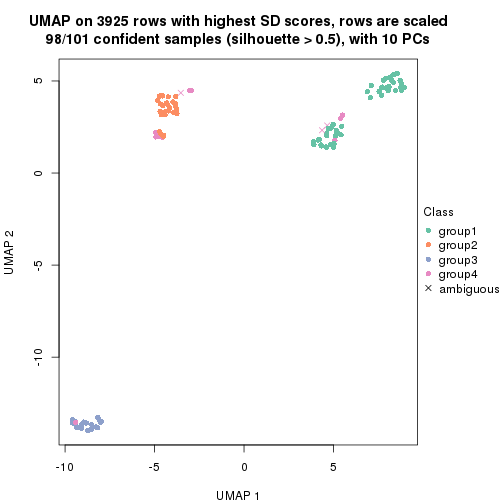 UMAP on 3925 rows with highest SD scores, rows are scaled
98/101 confident samples (silhouette > 0.5), with 10 PCs
5
0
-5
-10
UMAP 2
-10
-5
0
5
UMAP 1
Class
group1
group2
group3
group4
ambiguous